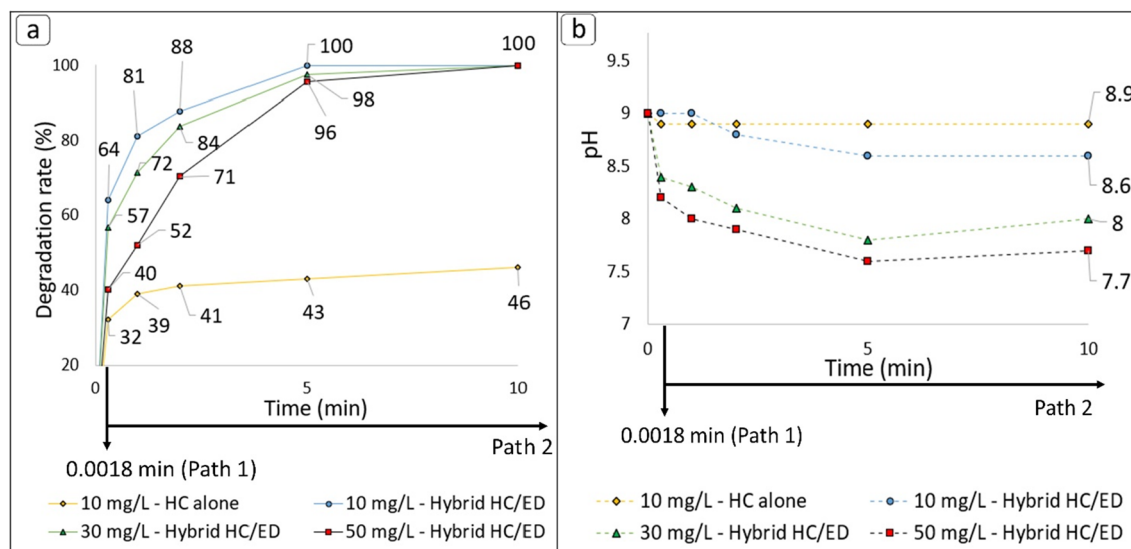 a
100
88
100
81
100
98
80
64
84
96
72
71
60
57
52
40
40
46
39
41
43
32
20
0
5
10
Degradation rate (%)
Time (min)
Path 2
0.0018 min (Path 1)
10 mg/L - HC alone
10 mg/L - Hybrid HC/ED
30 mg/L - Hybrid HC/ED
50 mg/L - Hybrid HC/ED
b
9.5
9
8.5
8
7.5
7
pH
8.9
8.6
8
7.7
0
5
10
Time (min)
Path 2
0.0018 min (Path 1)
10 mg/L - HC alone
10 mg/L - Hybrid HC/ED
30 mg/L - Hybrid HC/ED
50 mg/L - Hybrid HC/ED